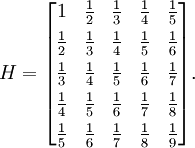 H = [ 1 1/2 1/3 1/4 1/5
1/2 1/3 1/4 1/5 1/6
1/3 1/4 1/5 1/6 1/7
1/4 1/5 1/6 1/7 1/8
1/5 1/6 1/7 1/8 1/9 ].